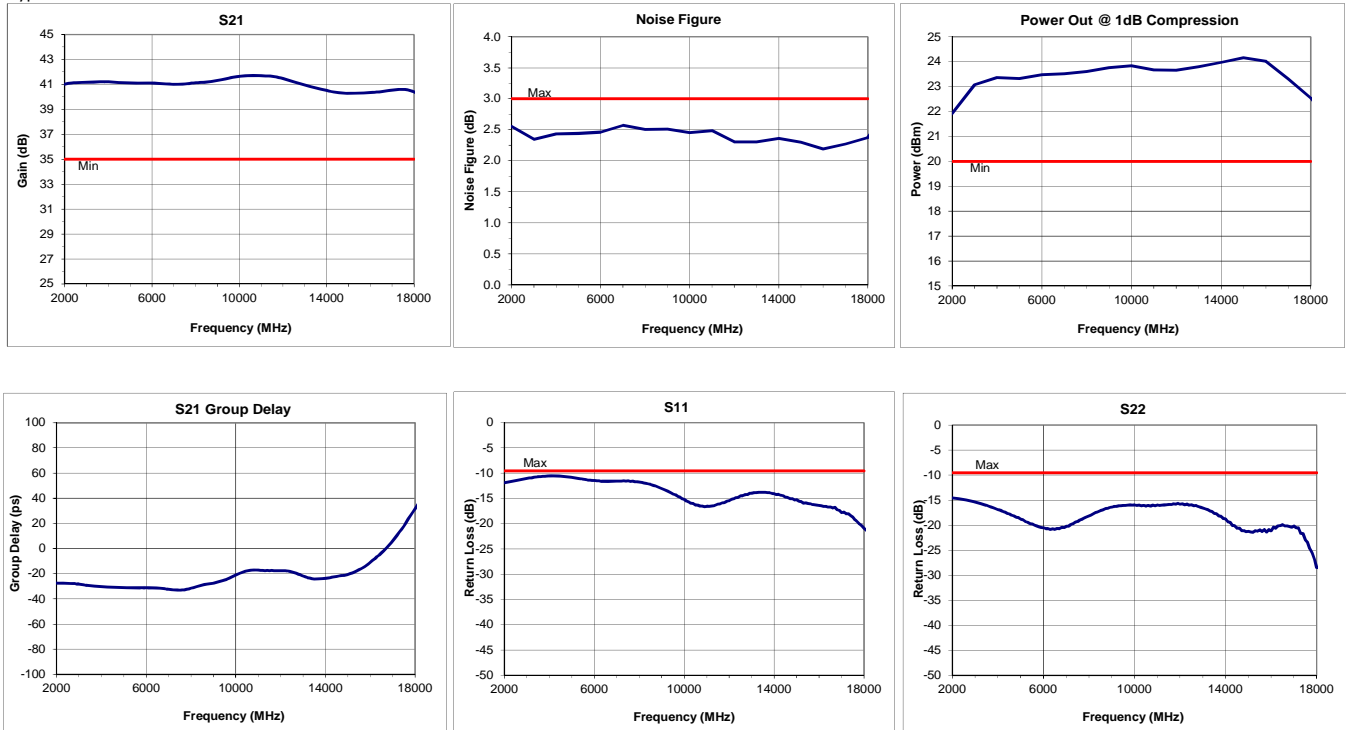 S21
Gain (dB)
45
43
41
39
37
35
33
31
29
27
25
Min
2000 6000 10000 14000 18000
Frequency (MHz)
Noise Figure
Noise Figure (dB)
4.0
3.5
3.0
2.5
2.0
1.5
1.0
0.5
0.0
Max
2000 6000 10000 14000 18000
Frequency (MHz)
Power Out @ 1dB Compression
Power (dBm)
25
24
23
22
21
20
19
18
17
16
15
Min
2000 6000 10000 14000 18000
Frequency (MHz)
S21 Group Delay
Group Delay (ps)
100
80
60
40
20
0
-20
-40
-60
-80
-100
2000 6000 10000 14000 18000
Frequency (MHz)
S11
Return Loss (dB)
0
-5
-10
-15
-20
-25
-30
-35
-40
-45
-50
Max
2000 6000 10000 14000 18000
Frequency (MHz)
S22
Return Loss (dB)
0
-5
-10
-15
-20
-25
-30
-35
-40
-45
-50
Max
2000 6000 10000 14000 18000
Frequency (MHz)